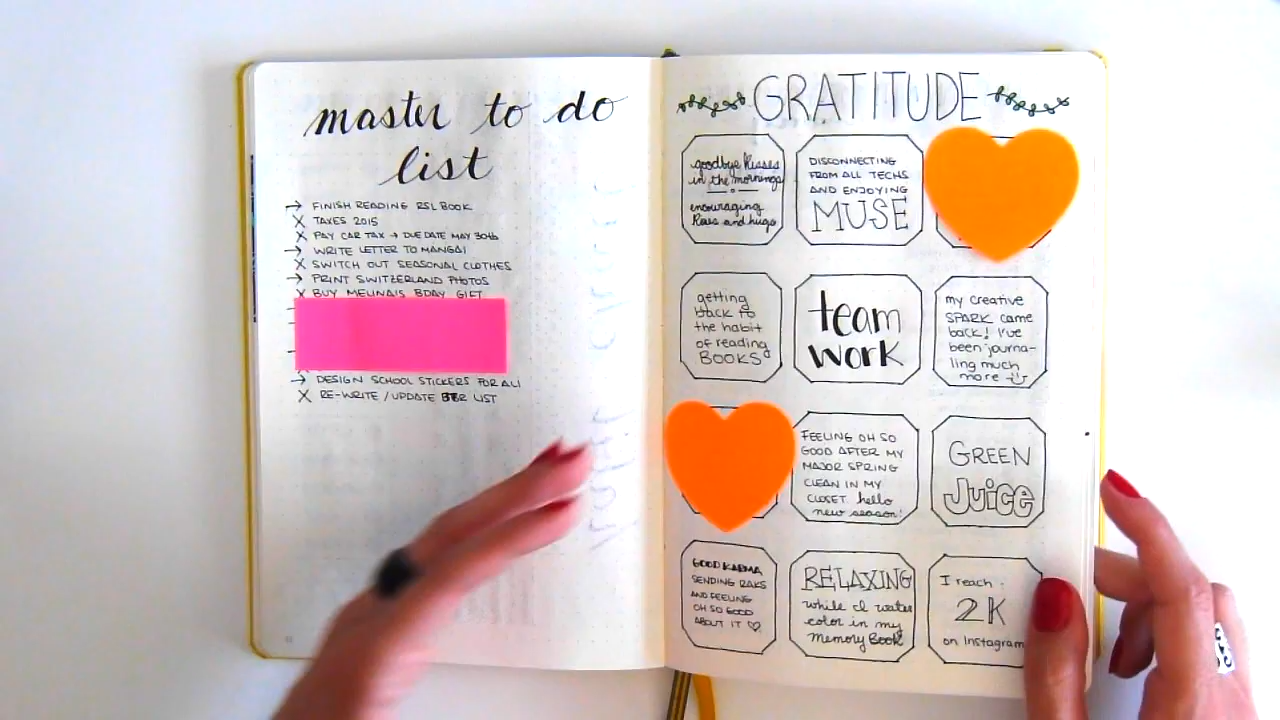 master to do
list
→ FINISH READING RSL BOOK
X TAXES 2015
X PAY CAR TAX → DUE DATE MAY 30th
→ WRITE LETTER TO MANGAI
X SWITCH OUT SEASONAL CLOTHES
→ PRINT SWITZERLAND PHOTOS
X BUY MELINA'S BDAY GIFT
→ DESIGN SCHOOL STICKERS FOR ALI
X RE-WRITE / UPDATE LIST
GRATITUDE
goodbye kisses
in the mornings
encouraging
and hugs
DISCONNECTING
FROM ALL TECHS
AND ENJOYING
MUSE
getting
back to
the habit
of reading
BOOKS
team
work
my creative
SPARK came
back! I've
been journa-
ling much
more
FEELING OH SO
GOOD AFTER MY
MAJOR SPRING
CLEAN IN MY
CLOSET. hello
new season!
GREEN
Juice
GOOD KARMA
SENDING RAKS
AND FEELING
OH SO GOOD
ABOUT IT ♡
RELAXING
while I water
color in my
memory Book
I reach
2K
on Instagram